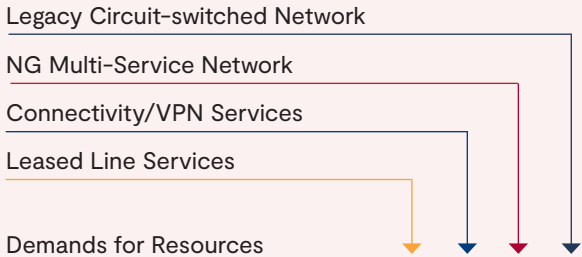 Legacy Circuit-switched Network
NG Multi-Service Network
Connectivity/VPN Services
Leased Line Services
Demands for Resources